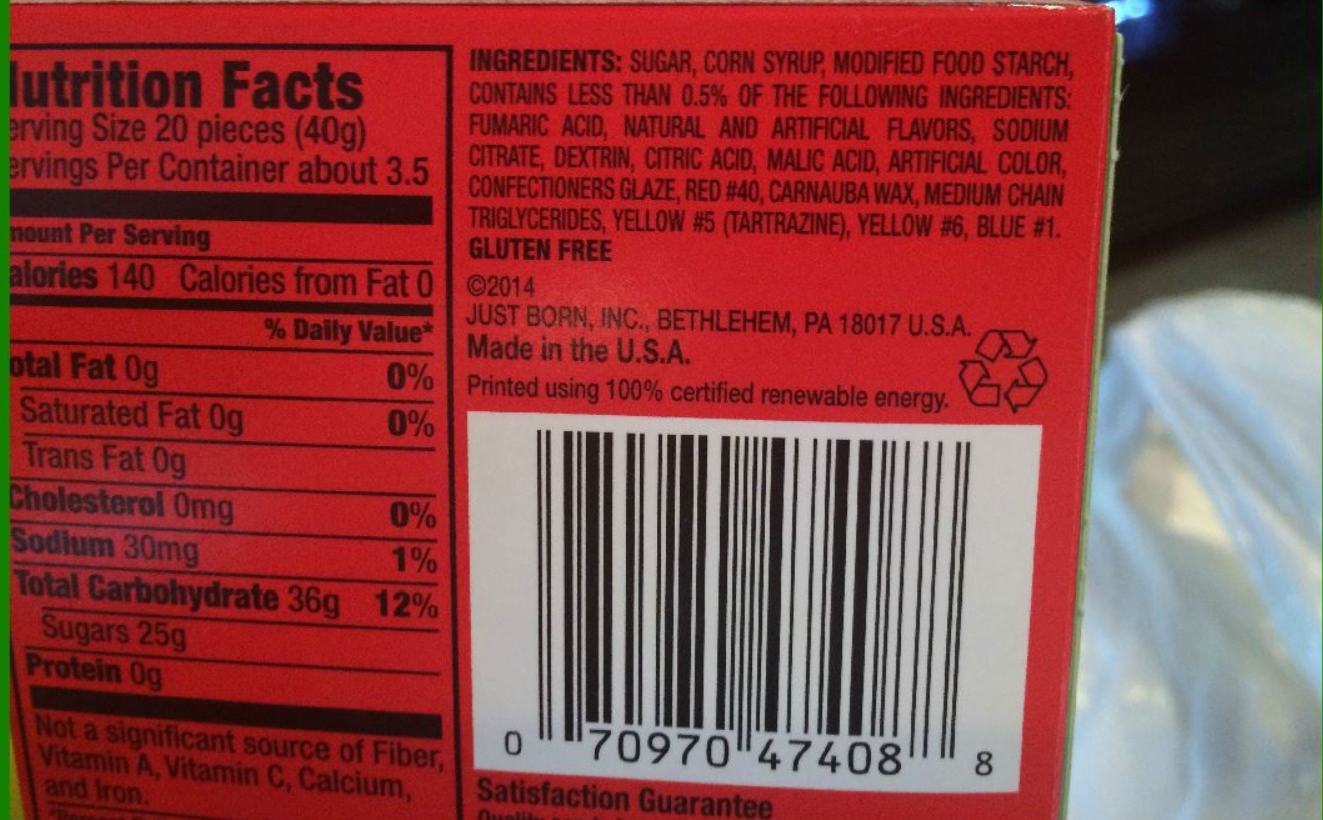 utrition Facts
erving Size 20 pieces (40g)
ervings Per Container about 3.5
mount Per Serving
alories 140 Calories from Fat 0
% Daily Value*
otal Fat 0g 0%
Saturated Fat 0g 0%
Trans Fat 0g
Cholesterol 0mg 0%
Sodium 30mg 1%
Total Carbohydrate 36g 12%
Sugars 25g
Protein 0g
Not a significant source of Fiber,
Vitamin A, Vitamin C, Calcium,
and Iron.
INGREDIENTS: SUGAR, CORN SYRUP, MODIFIED FOOD STARCH,
CONTAINS LESS THAN 0.5% OF THE FOLLOWING INGREDIENTS:
FUMARIC ACID, NATURAL AND ARTIFICIAL FLAVORS, SODIUM
CITRATE, DEXTRIN, CITRIC ACID, MALIC ACID, ARTIFICIAL COLOR,
CONFECTIONERS GLAZE, RED #40, CARNAUBA WAX, MEDIUM CHAIN
TRIGLYCERIDES, YELLOW #5 (TARTRAZINE), YELLOW #6, BLUE #1.
GLUTEN FREE
©2014
JUST BORN, INC., BETHLEHEM, PA 18017 U.S.A.
Made in the U.S.A.
Printed using 100% certified renewable energy.
0 70970 47408 8
Satisfaction Guarantee